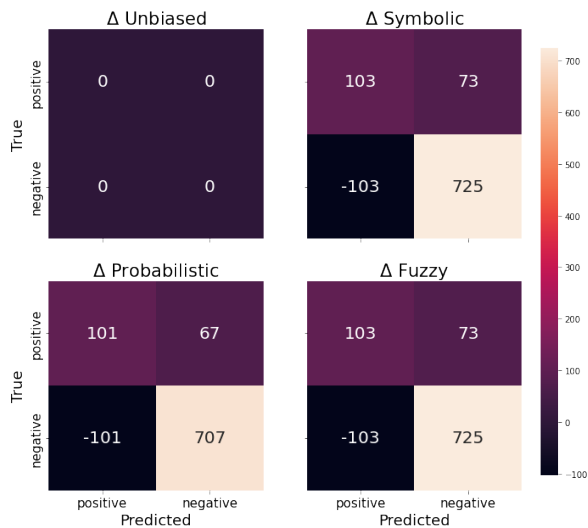 Δ Unbiased
Δ Symbolic
True
positive
negative
0 0
0 0
103 73
-103 725
Δ Probabilistic
Δ Fuzzy
True
positive
negative
101 67
-101 707
103 73
-103 725
positive negative
Predicted
positive negative
Predicted
700
600
500
400
300
200
100
0
−100